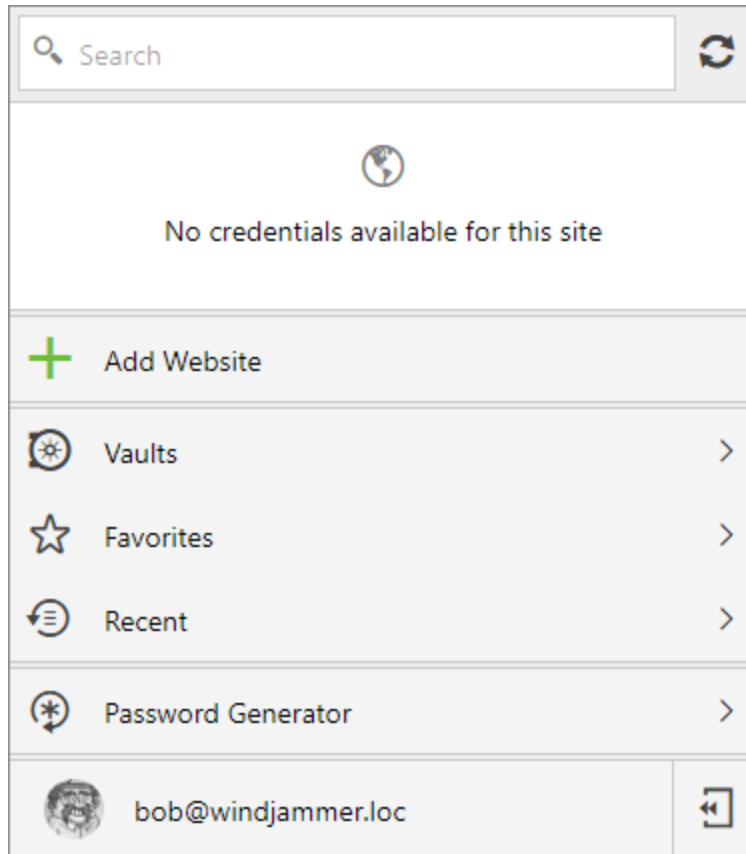 Search
No credentials available for this site
Add Website
Vaults
Favorites
Recent
Password Generator
bob@windjammer.loc